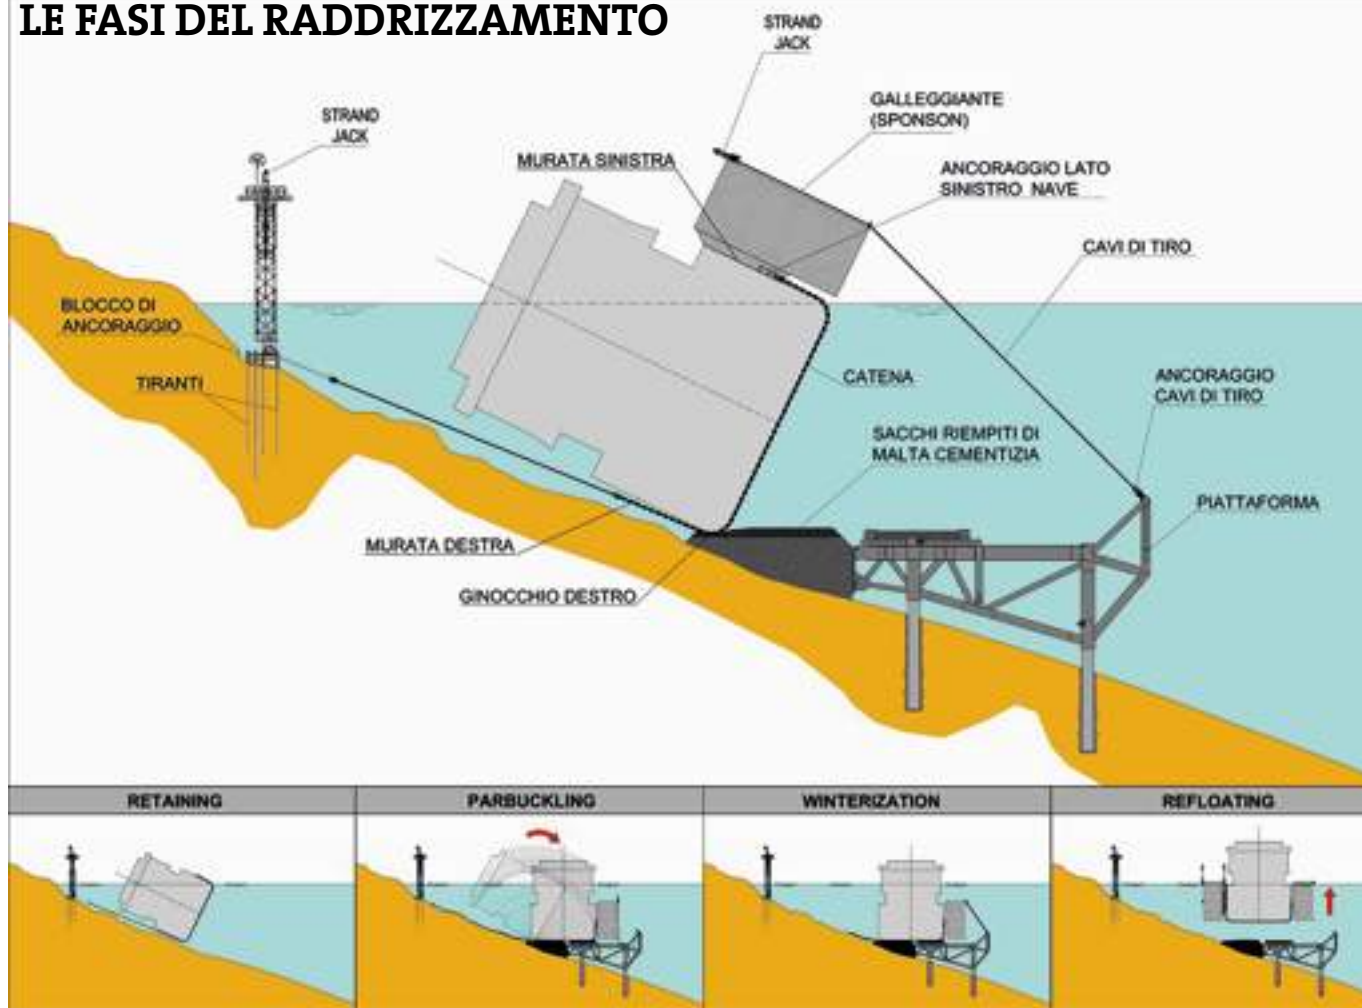 LE FASI DEL RADDRIZZAMENTO
STRAND
JACK
STRAND
JACK
GALLEGGIANTE
(SPONSON)
MURATA SINISTRA
ANCORAGGIO LATO
SINISTRO NAVE
CAVI DI TIRO
BLOCCO DI
ANCORAGGIO
TIRANTI
CATENA
ANCORAGGIO
CAVI DI TIRO
SACCHI RIEMPITI DI
MALTA CEMENTIZIA
PIATTAFORMA
MURATA DESTRA
GINOCCHIO DESTRO
RETAINING
PARBUCKLING
WINTERIZATION
REFLOATING